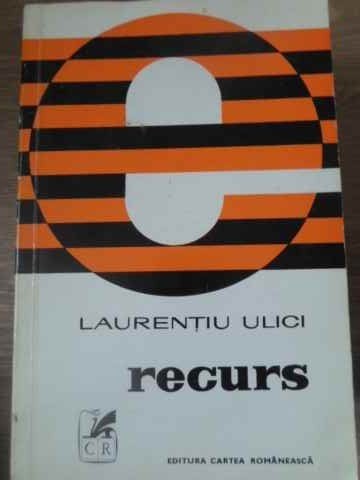 e
LAURENȚIU ULICI
recurs
CR
EDITURA CARTEA ROMÂNEASCĂ